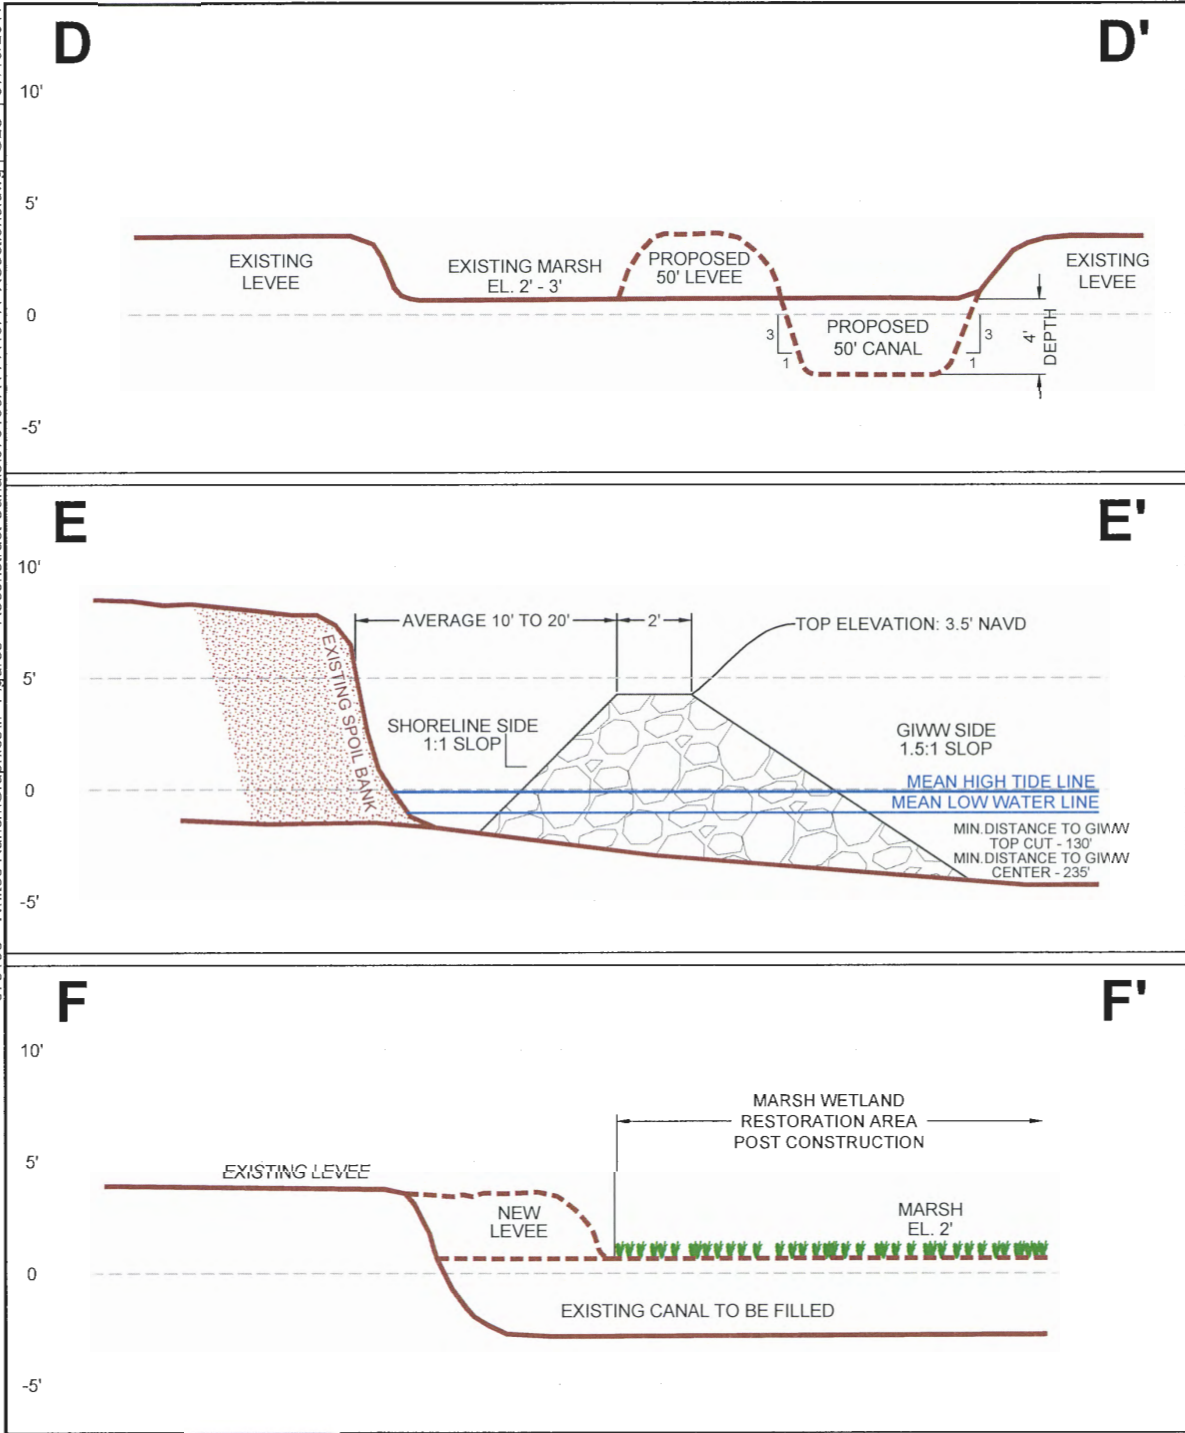 D
D'
10'
5'
EXISTING
LEVEE
EXISTING MARSH
EL. 2' - 3'
PROPOSED
50' LEVEE
EXISTING
LEVEE
0
3
1
PROPOSED
50' CANAL
1
3
4'
DEPTH
-5'
E
E'
10'
AVERAGE 10' TO 20'
2'
TOP ELEVATION: 3.5' NAVD
5'
EXISTING SPOIL BANK
SHORELINE SIDE
1:1 SLOP
GIWW SIDE
1.5:1 SLOP
MEAN HIGH TIDE LINE
0
MEAN LOW WATER LINE
MIN.DISTANCE TO GIWW
TOP CUT - 130'
MIN.DISTANCE TO GIWW
CENTER - 235'
-5'
F
F'
10'
MARSH WETLAND
RESTORATION AREA
POST CONSTRUCTION
5'
EXISTING LEVEE
NEW
LEVEE
MARSH
EL. 2'
0
EXISTING CANAL TO BE FILLED
-5'